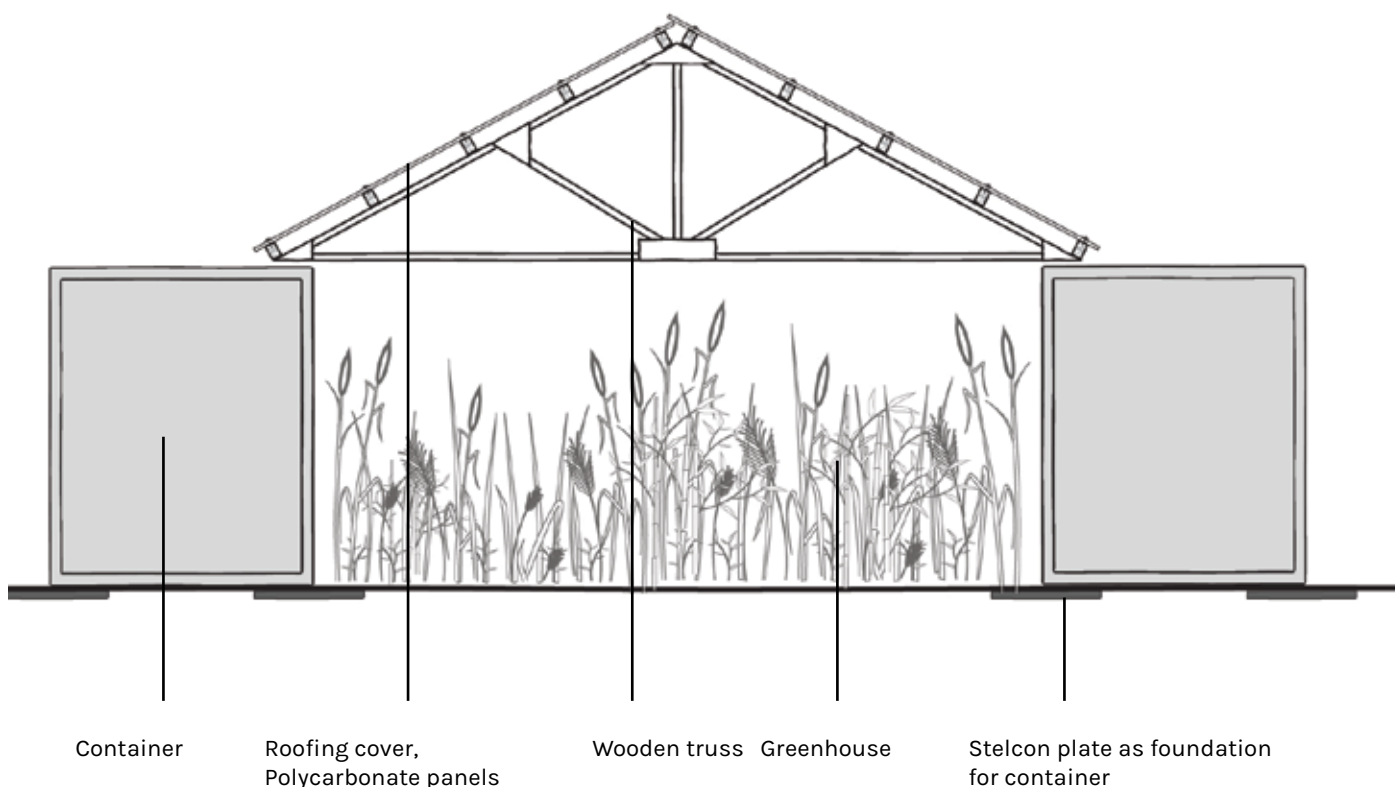 Container
Roofing cover,
Polycarbonate panels
Wooden truss
Greenhouse
Stelcon plate as foundation
for container